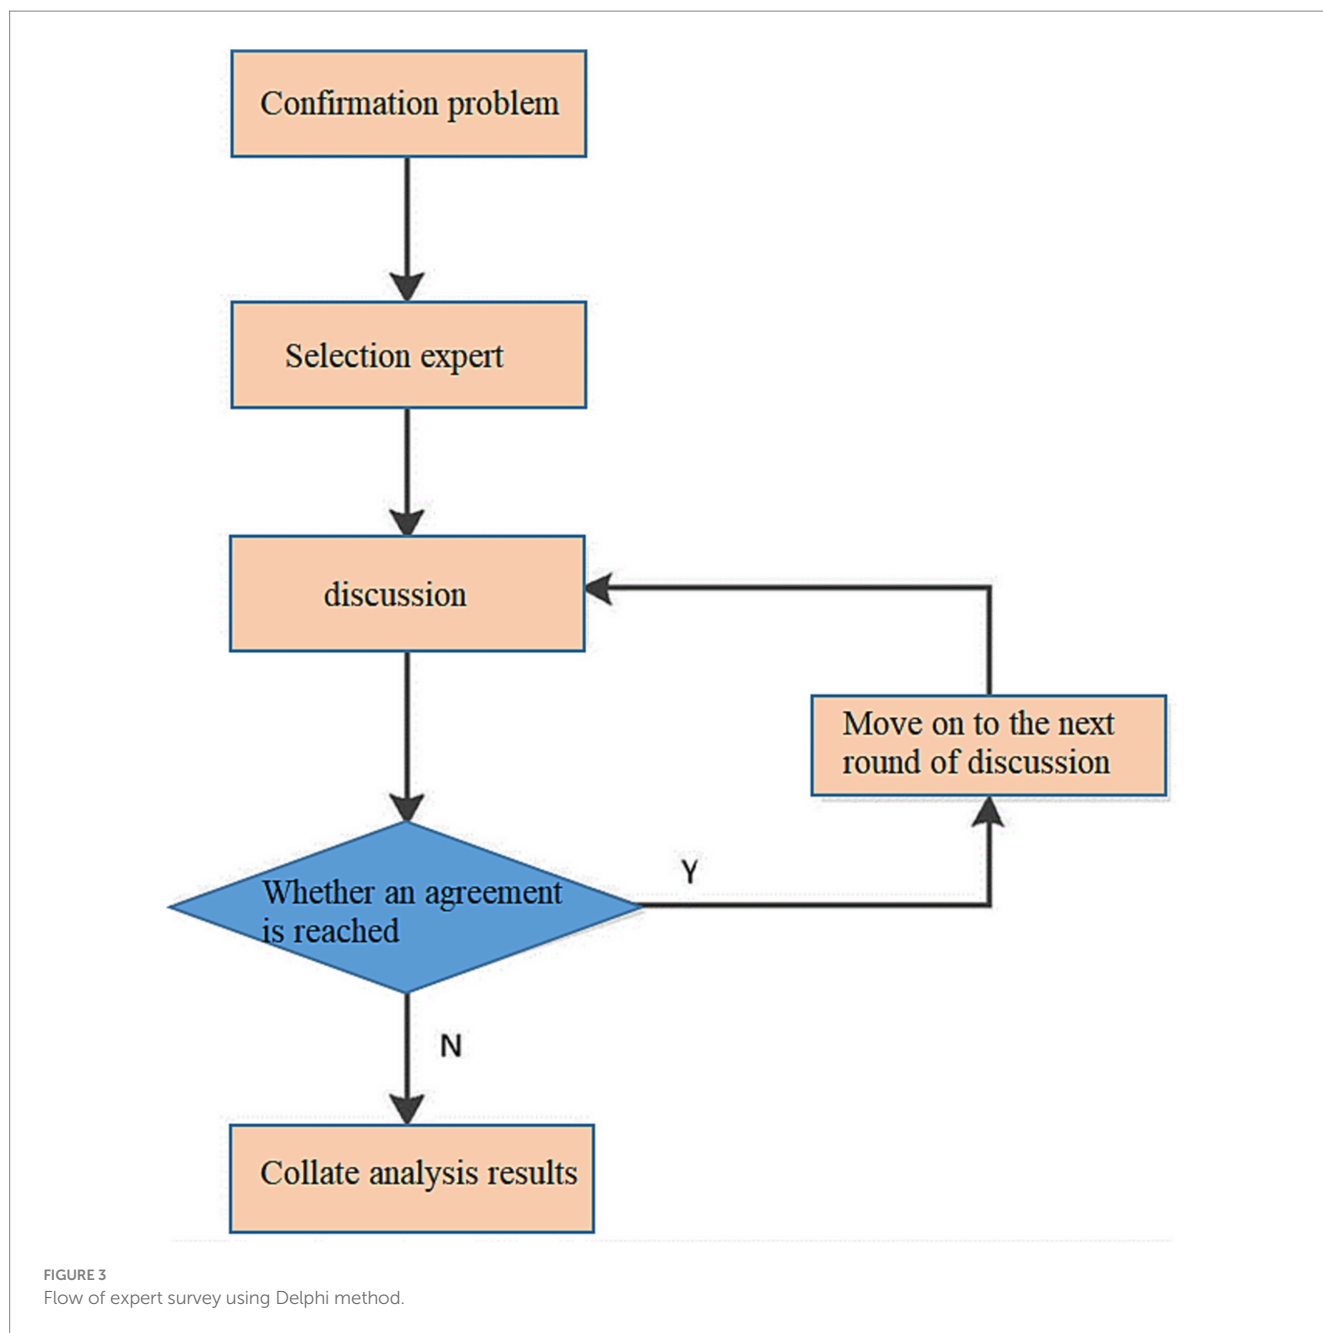 Confirmation problem
Selection expert
discussion
Move on to the next
round of discussion
Y
Whether an agreement
is reached
N
Collate analysis results
FIGURE 3
Flow of expert survey using Delphi method.